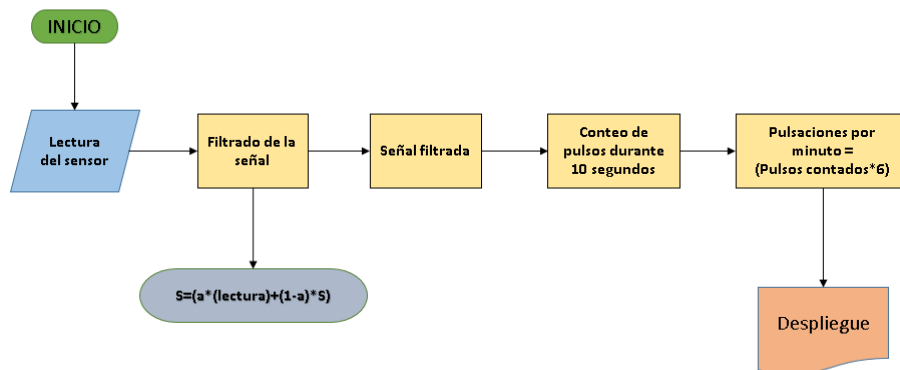 INICIO
Lectura
del sensor
Filtrado de la
señal
Señal filtrada
Conteo de
pulsos durante
10 segundos
Pulsaciones por
minuto =
(Pulsos contados*6)
S=(a*(lectura)+(1-a)*S)
Despliegue